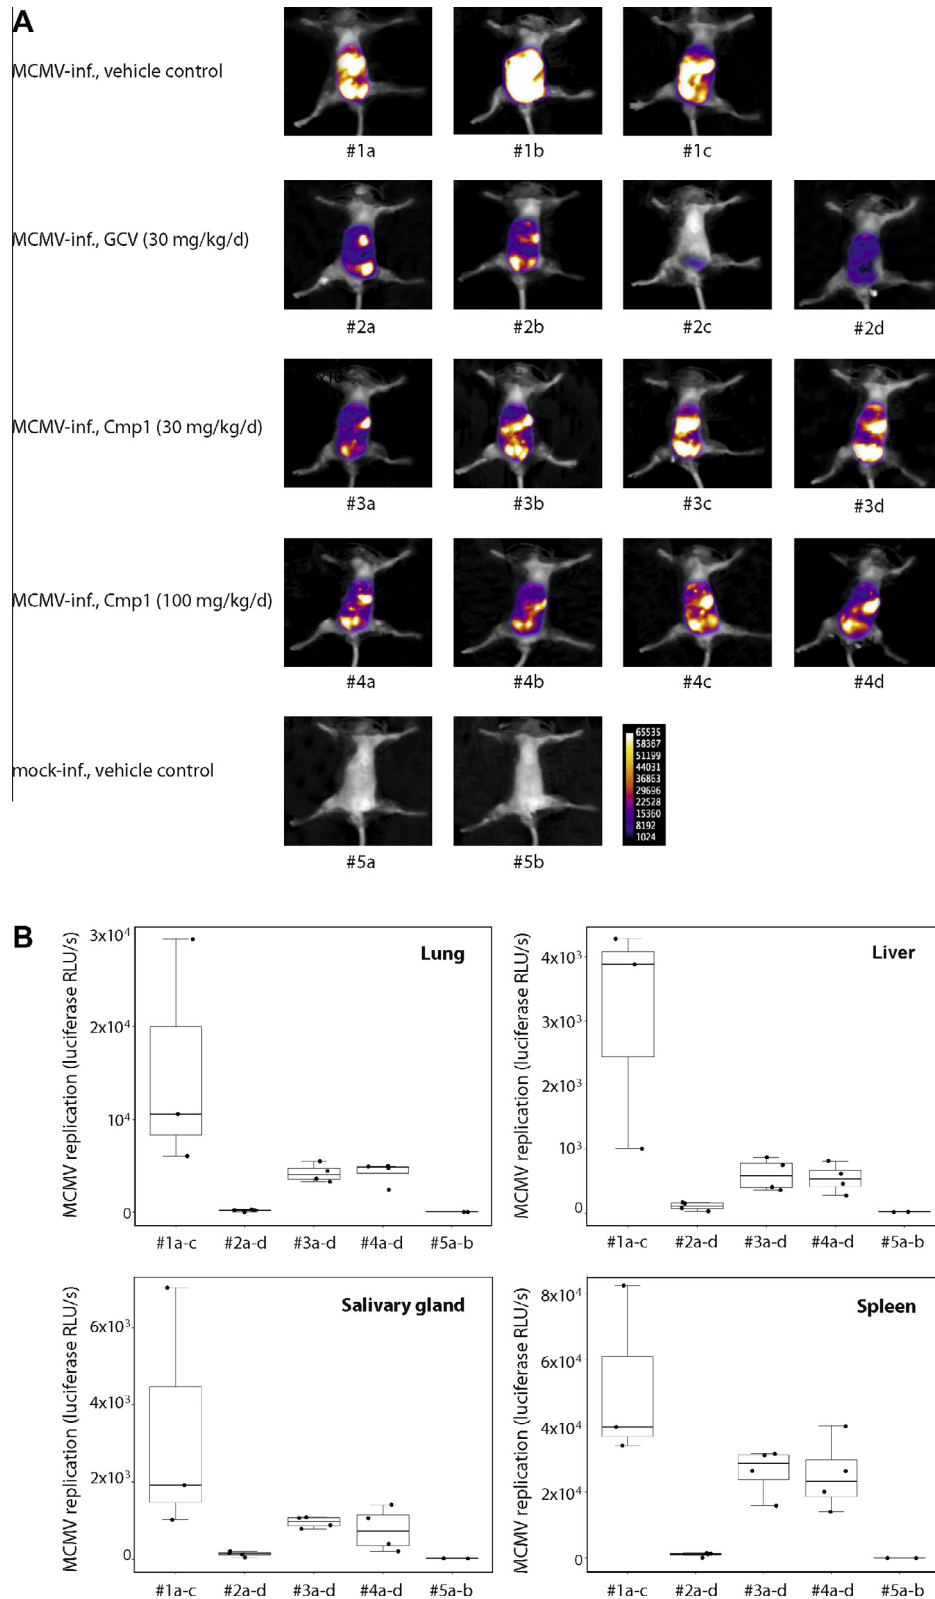 A
MCMV-inf., vehicle control
#1a #1b #1c
MCMV-inf., GCV (30 mg/kg/d)
#2a #2b #2c #2d
MCMV-inf., Cmp1 (30 mg/kg/d)
#3a #3b #3c #3d
MCMV-inf., Cmp1 (100 mg/kg/d)
#4a #4b #4c #4d
mock-inf., vehicle control
65535
58367
51199
44031
36863
29696
22528
15360
8192
1024
#5a #5b
B
MCMV replication (luciferase RLU/s)
Lung
3x10⁴
2x10⁴
10⁴
0
#1a-c #2a-d #3a-d #4a-d #5a-b
MCMV replication (luciferase RLU/s)
Liver
4x10³
3x10³
2x10³
10³
0
#1a-c #2a-d #3a-d #4a-d #5a-b
MCMV replication (luciferase RLU/s)
Salivary gland
6x10³
4x10³
2x10³
0
#1a-c #2a-d #3a-d #4a-d #5a-b
MCMV replication (luciferase RLU/s)
Spleen
8x10⁴
6x10⁴
4x10⁴
2x10⁴
0
#1a-c #2a-d #3a-d #4a-d #5a-b